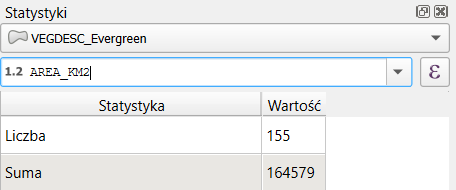 Statystyki
VEGDESC_Evergreen
1.2 AREA_KM2
ε
Statystyka Wartość
Liczba 155
Suma 164579